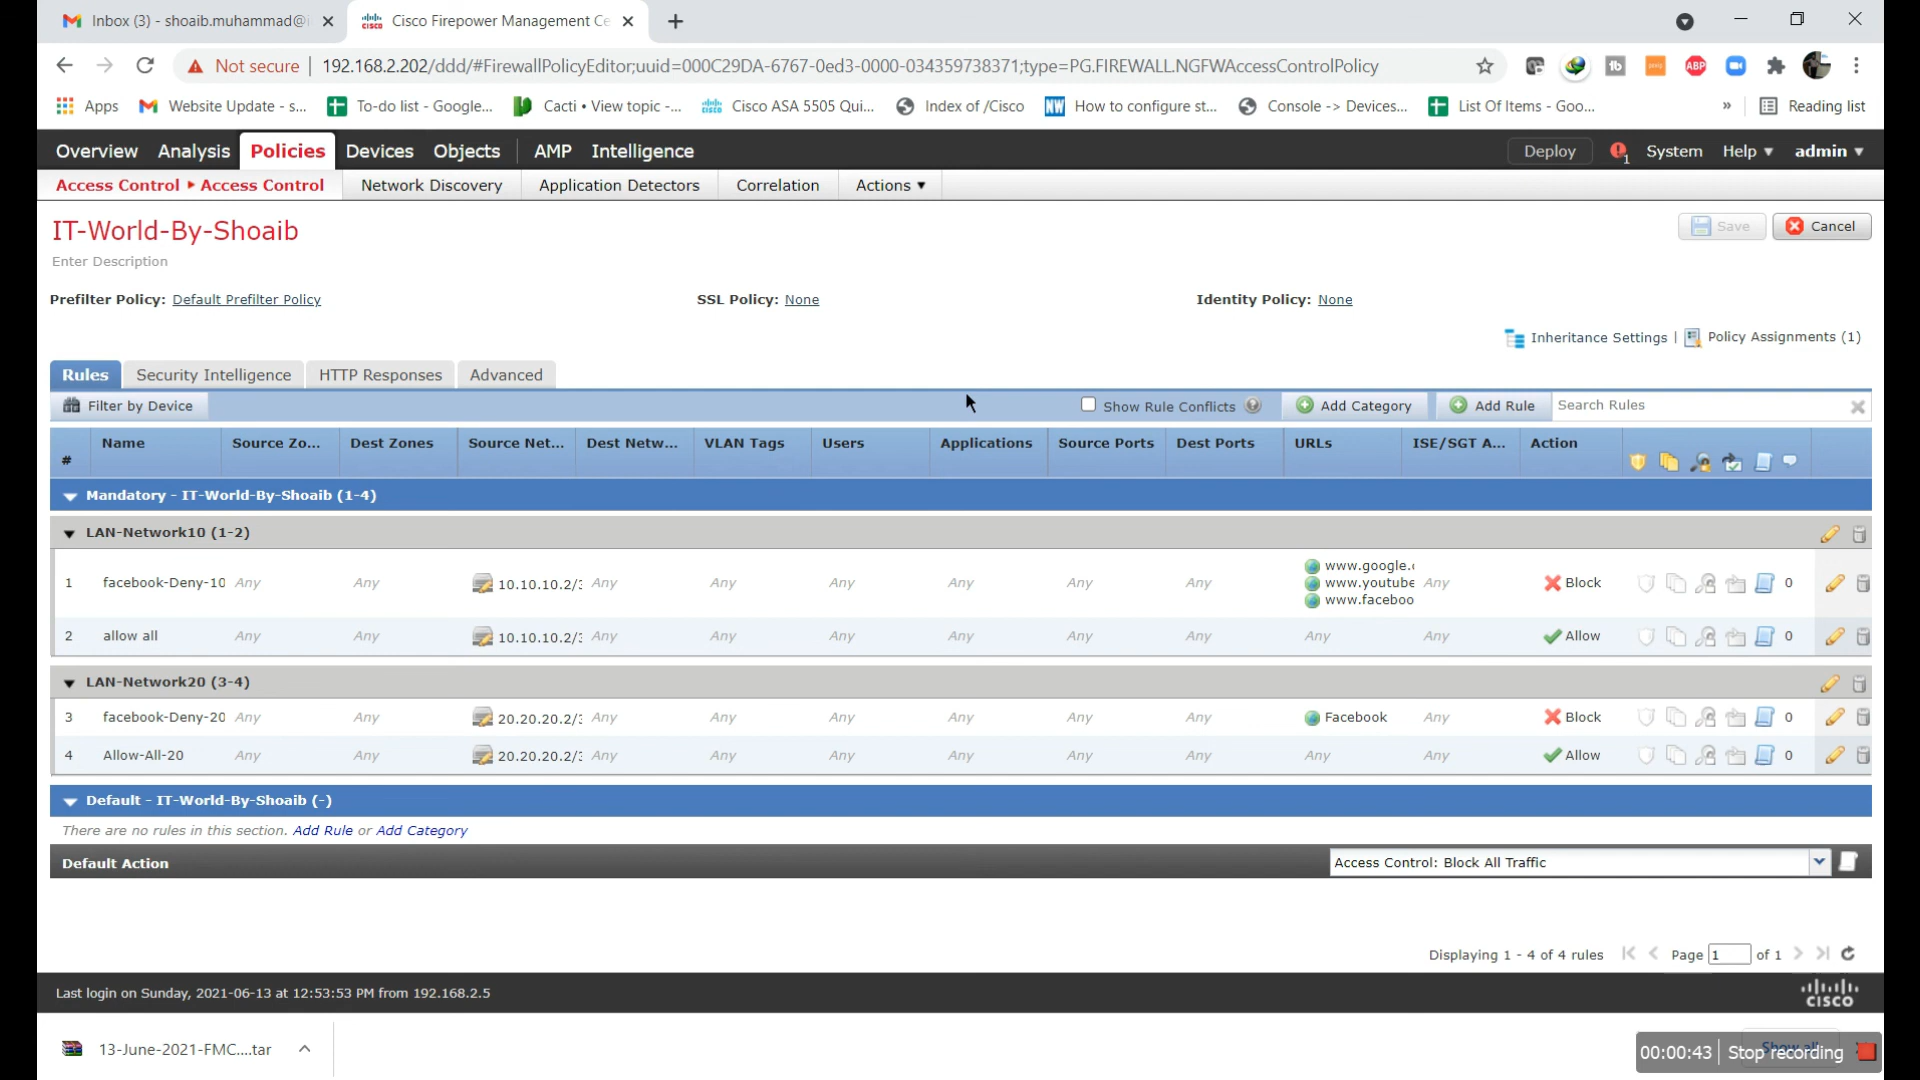 Inbox (3) - shoaib.muhammad@i
Cisco Firepower Management Ce
Not secure
192.168.2.202/ddd/#FirewallPolicyEditor;uuid=000C29DA-6767-0ed3-0000-034359738371;type=PG.FIREWALL.NGFWAccessControlPolicy
Apps Website Update - s... To-do list - Google... Cacti • View topic -... Cisco ASA 5505 Qui... Index of /Cisco How to configure st... Console -> Devices... List Of Items - Goo... » Reading list
Overview Analysis Policies Devices Objects AMP Intelligence Deploy 1 System Help ▾ admin ▾
Access Control ▸ Access Control Network Discovery Application Detectors Correlation Actions ▾
IT-World-By-Shoaib
Save Cancel
Enter Description
Prefilter Policy: Default Prefilter Policy SSL Policy: None Identity Policy: None
Inheritance Settings | Policy Assignments (1)
Rules Security Intelligence HTTP Responses Advanced
Filter by Device Show Rule Conflicts Add Category Add Rule Search Rules
# Name Source Zo... Dest Zones Source Net... Dest Netw... VLAN Tags Users Applications Source Ports Dest Ports URLs ISE/SGT A... Action
Mandatory - IT-World-By-Shoaib (1-4)
LAN-Network10 (1-2)
1 facebook-Deny-10 Any Any 10.10.10.2/3 Any Any Any Any Any Any www.google.c www.youtube www.faceboo Any Block 0
2 allow all Any Any 10.10.10.2/3 Any Any Any Any Any Any Any Any Allow 0
LAN-Network20 (3-4)
3 facebook-Deny-20 Any Any 20.20.20.2/3 Any Any Any Any Any Any Facebook Any Block 0
4 Allow-All-20 Any Any 20.20.20.2/3 Any Any Any Any Any Any Any Any Allow 0
Default - IT-World-By-Shoaib (-)
There are no rules in this section. Add Rule or Add Category
Default Action Access Control: Block All Traffic
Displaying 1 - 4 of 4 rules Page 1 of 1
Last login on Sunday, 2021-06-13 at 12:53:53 PM from 192.168.2.5
CISCO
13-June-2021-FMC....tar
00:00:43 Stop recording